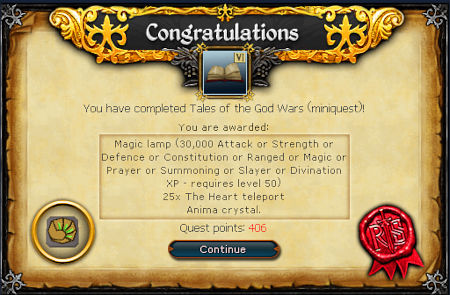 Congratulations
VI
You have completed Tales of the God Wars (miniquest)!
You are awarded:
Magic lamp (30,000 Attack or Strength or
Defence or Constitution or Ranged or Magic or
Prayer or Summoning or Slayer or Divination
XP - requires level 50)
25x The Heart teleport
Anima crystal.
Quest points: 406
Continue